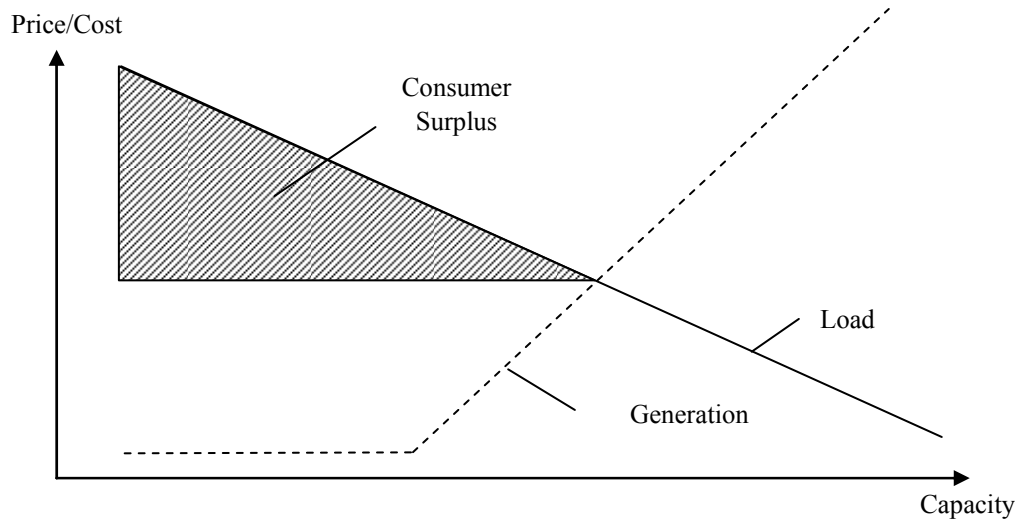 Price/Cost
Consumer
Surplus
Load
Generation
Capacity